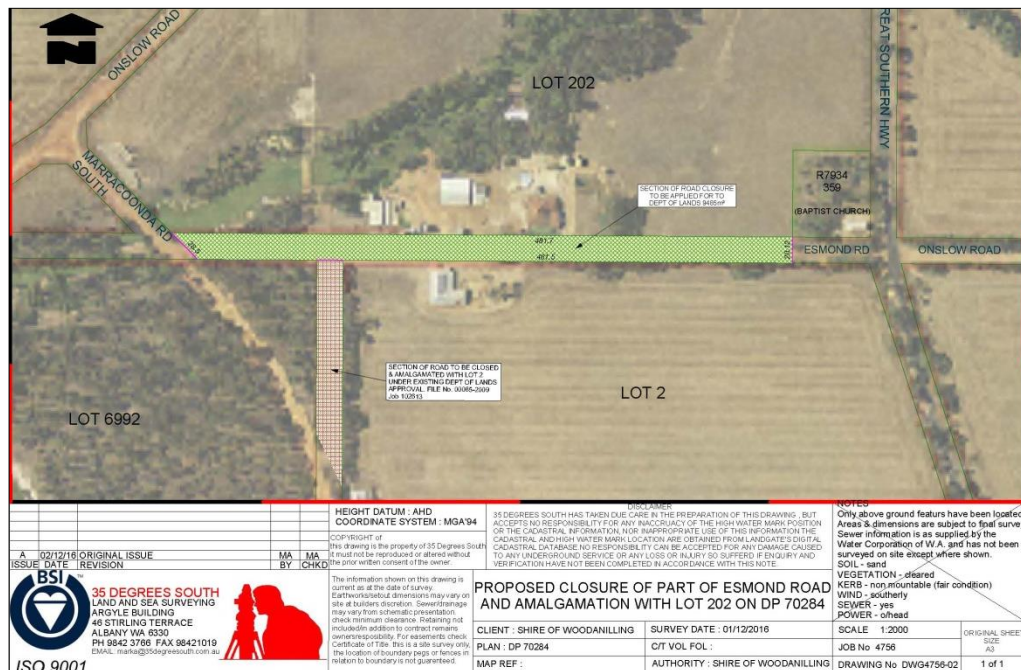 ONSLOW ROAD
LOT 202
REAT SOUTHERN HWY
MARRACOONDA RD
SOUTH
SECTION OF ROAD CLOSURE
TO BE APPLIED FOR TO
DEPT OF LANDS 9465m²
R7934
359
(BAPTIST CHURCH)
29.5
481.7
461.5
20.12
ESMOND RD
ONSLOW ROAD
SECTION OF ROAD TO BE CLOSED
& AMALGAMATED WITH LOT 2
UNDER EXISTING DEPT OF LANDS
APPROVAL. FILE No. 00065-2009
Job 102613
LOT 6992
LOT 2
A 02/12/16 ORIGINAL ISSUE MA MA
ISSUE DATE REVISION BY CHKD
HEIGHT DATUM : AHD
COORDINATE SYSTEM : MGA'94
COPYRIGHT of
this drawing is the property of 35 Degrees South
it must not be reproduced or altered without
the prior written consent of the owner.
DISCLAIMER
35 DEGREES SOUTH HAS TAKEN DUE CARE IN THE PREPARATION OF THIS DRAWING , BUT
ACCEPTS NO RESPONSIBILITY FOR ANY INACCRUACY OF THE HIGH WATER MARK POSITION
OR THE CADASTRAL INFORMATION, NOR INAPPROPRIATE USE OF THIS INFORMATION.THE
CADASTRAL AND HIGH WATER MARK LOCATION ARE OBTAINED FROM LANDGATE'S DIGITAL
CADASTRAL DATABASE.NO RESPONSIBILITY CAN BE ACCEPTED FOR ANY DAMAGE CAUSED
TO ANY UNDERGROUND SERVICE OR ANY LOSS OR INJURY SO SUFFERD IF ENQUIRY AND
VERIFICATION HAVE NOT BEEN COMPLETED IN ACCORDANCE WITH THIS NOTE.
NOTES
Only above ground featurs have been located
Areas & dimensions are subject to final surve
Sewer information is as supplied by the
Water Corporation of W.A. and has not been
surveyed on site except where shown.
SOIL - sand
VEGETATION - cleared
KERB - non mountable (fair condition)
WIND - southerly
SEWER - yes
POWER - o/head
BSI
ISO 9001
35 DEGREES SOUTH
LAND AND SEA SURVEYING
ARGYLE BUILDING
46 STIRLING TERRACE
ALBANY WA 6330
PH 9842 3766 FAX 98421019
EMAIL: marka@35degreessouth.com.au
The information shown on this drawing is
current as at the date of survey.
Earthworks/setout dimensions may vary on
site at builders discretion. Sewer/drainage
may vary from schematic presentation.
check minimum clearance. Retaining not
included/in addition to contract remains
owners responsibility. For easements check
Certificate of Title. this is a site survey only,
the location of boundary pegs or fences in
relation to boundary is not guarenteed.
PROPOSED CLOSURE OF PART OF ESMOND ROAD
AND AMALGAMATION WITH LOT 202 ON DP 70284
CLIENT : SHIRE OF WOODANILLING
SURVEY DATE : 01/12/2016
SCALE 1:2000
ORIGINAL SHEET
SIZE
A3
PLAN : DP 70284
C/T VOL FOL :
JOB No 4756
MAP REF :
AUTHORITY : SHIRE OF WOODANILLING
DRAWING No DWG4756-02
1 of 1